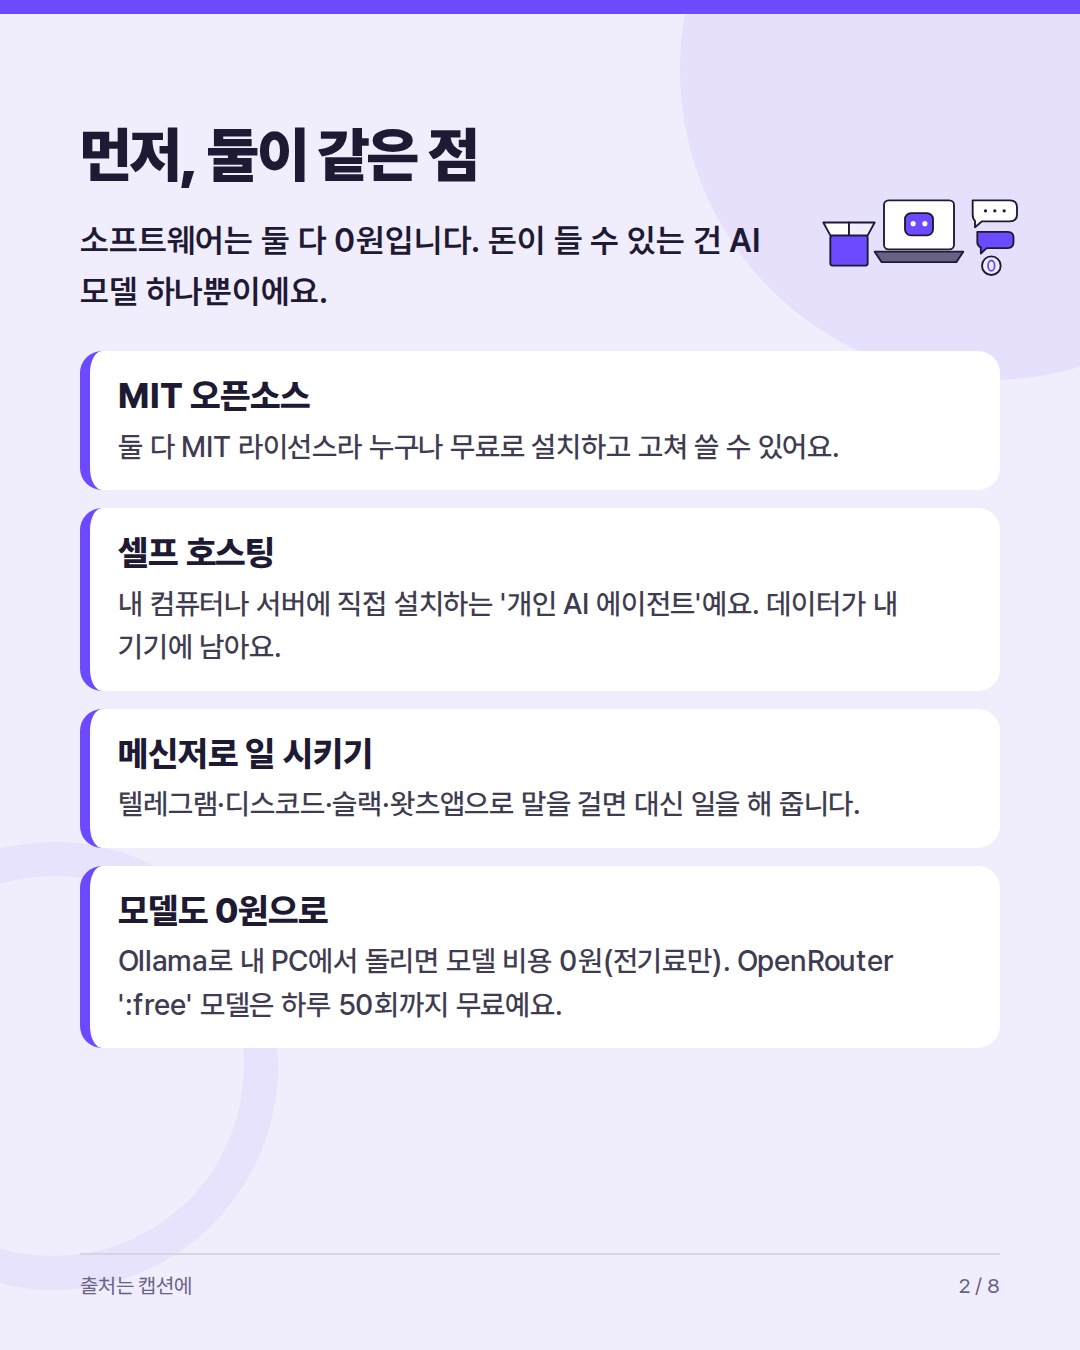 먼저, 둘이 같은 점
소프트웨어는 둘 다 0원입니다. 돈이 들 수 있는 건 AI
모델 하나뿐이에요.
0
MIT 오픈소스
둘 다 MIT 라이선스라 누구나 무료로 설치하고 고쳐 쓸 수 있어요.
셀프 호스팅
내 컴퓨터나 서버에 직접 설치하는 '개인 AI 에이전트'예요. 데이터가 내
기기에 남아요.
메신저로 일 시키기
텔레그램·디스코드·슬랙·왓츠앱으로 말을 걸면 대신 일을 해 줍니다.
모델도 0원으로
Ollama로 내 PC에서 돌리면 모델 비용 0원(전기료만). OpenRouter
':free' 모델은 하루 50회까지 무료예요.
출처는 캡션에
2 / 8